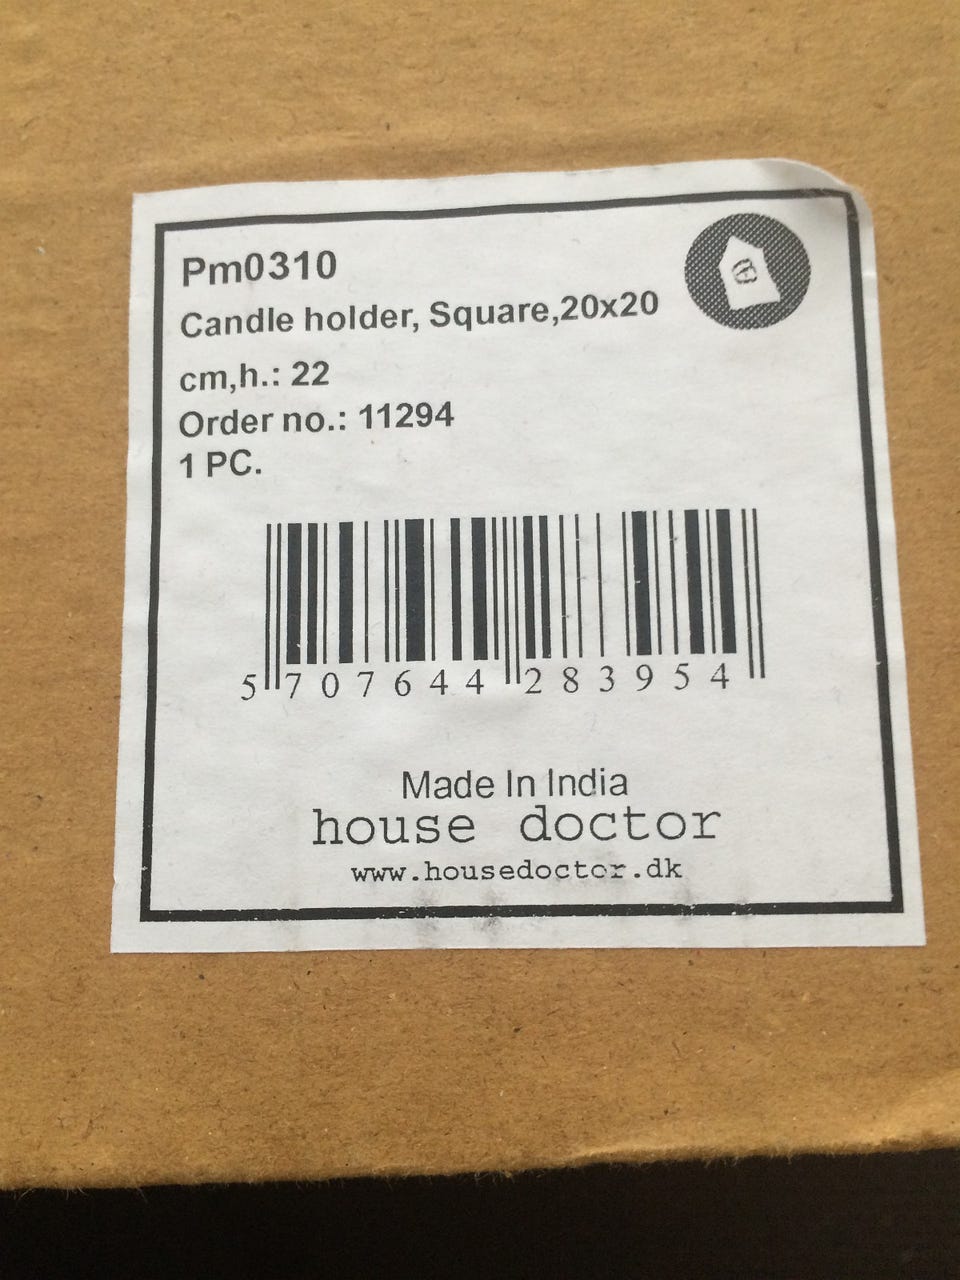 Pm0310
Candle holder, Square,20x20
cm,h.: 22
Order no.: 11294
1 PC.
5 707644 283954
Made In India
house doctor
www.housedoctor.dk